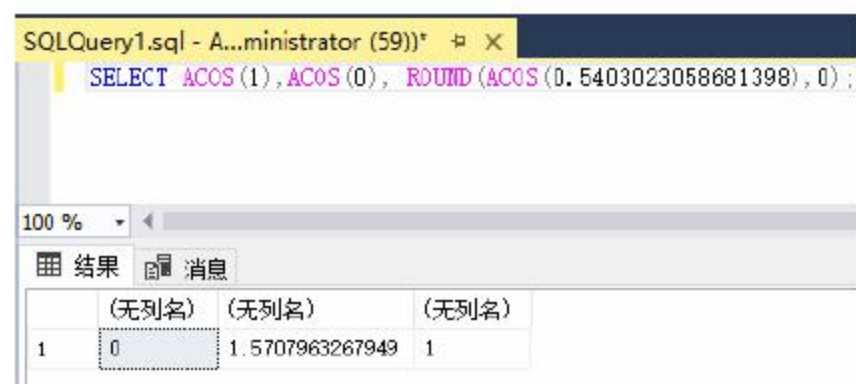 SQLQuery1.sql - A...ministrator (59))*
SELECT ACOS(1),ACOS(0), ROUND(ACOS(0.5403023058681398),0);
100 %
结果 消息
(无列名) (无列名) (无列名)
1 0 1.5707963267949 1